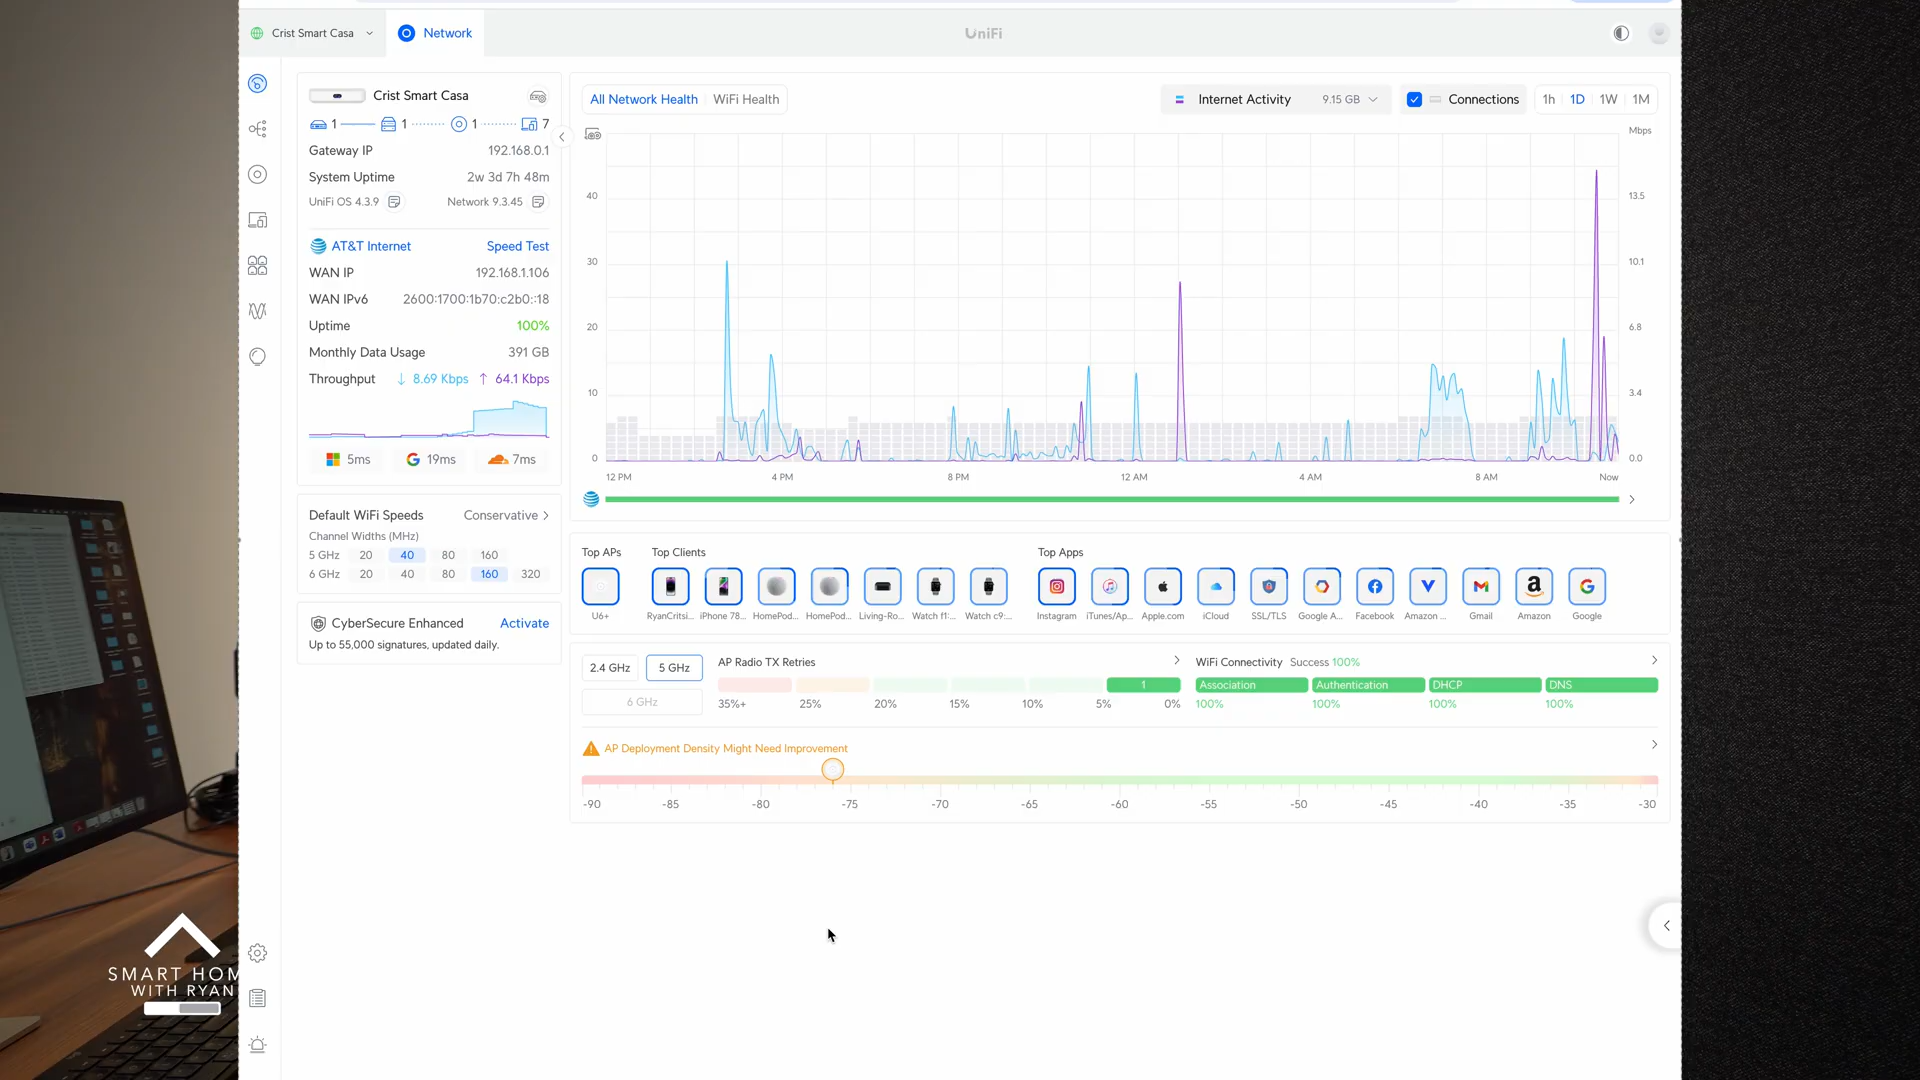 Crist Smart Casa
Network
UniFi
Crist Smart Casa
1 1 1 7
Gateway IP 192.168.0.1
System Uptime 2w 3d 7h 48m
UniFi OS 4.3.9 Network 9.3.45
AT&T Internet Speed Test
WAN IP 192.168.1.106
WAN IPv6 2600:1700:1b70:c2b0::18
Uptime 100%
Monthly Data Usage 391 GB
Throughput ↓ 8.69 Kbps ↑ 64.1 Kbps
5ms 19ms 7ms
Default WiFi Speeds Conservative
Channel Widths (MHz)
5 GHz 20 40 80 160
6 GHz 20 40 80 160 320
CyberSecure Enhanced Activate
Up to 55,000 signatures, updated daily.
All Network Health WiFi Health
Internet Activity 9.15 GB Connections 1h 1D 1W 1M
Mbps
40 13.5
30 10.1
20 6.8
10 3.4
0 0.0
12 PM 4 PM 8 PM 12 AM 4 AM 8 AM Now
Top APs Top Clients Top Apps
U6+ RyanCritsi... iPhone 78... HomePod... HomePod... Living-Ro... Watch f1:... Watch c9:... Instagram iTunes/Ap... Apple.com iCloud SSL/TLS Google A... Facebook Amazon ... Gmail Amazon Google
2.4 GHz 5 GHz
6 GHz
AP Radio TX Retries
1
35%+ 25% 20% 15% 10% 5% 0%
WiFi Connectivity Success 100%
Association Authentication DHCP DNS
100% 100% 100% 100%
AP Deployment Density Might Need Improvement
-90 -85 -80 -75 -70 -65 -60 -55 -50 -45 -40 -35 -30
SMART HOM
WITH RYAN